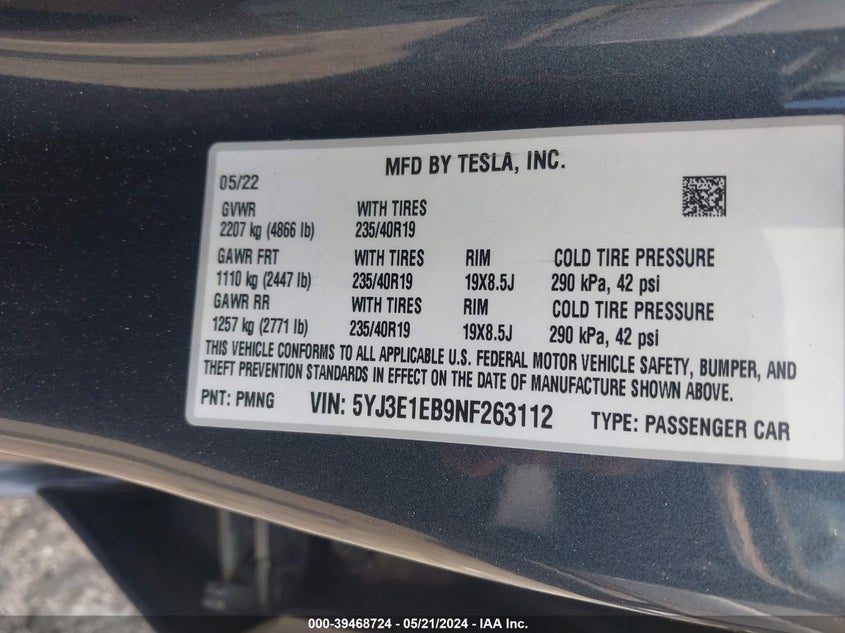 MFD BY TESLA, INC.
05/22
GVWR WITH TIRES
2207 kg (4866 lb) 235/40R19
GAWR FRT WITH TIRES RIM COLD TIRE PRESSURE
1110 kg (2447 lb) 235/40R19 19X8.5J 290 kPa, 42 psi
GAWR RR WITH TIRES RIM COLD TIRE PRESSURE
1257 kg (2771 lb) 235/40R19 19X8.5J 290 kPa, 42 psi
THIS VEHICLE CONFORMS TO ALL APPLICABLE U.S. FEDERAL MOTOR VEHICLE SAFETY, BUMPER, AND
THEFT PREVENTION STANDARDS IN EFFECT ON THE DATE OF MANUFACTURE SHOWN ABOVE.
PNT: PMNG VIN: 5YJ3E1EB9NF263112 TYPE: PASSENGER CAR
000-39468724 - 05/21/2024 - IAA Inc.